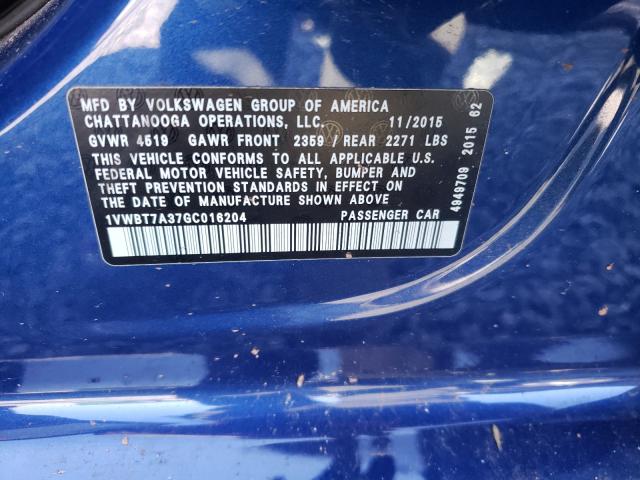 MFD BY VOLKSWAGEN GROUP OF AMERICA
CHATTANOOGA OPERATIONS, LLC. 11/2015
GVWR 4519 GAWR FRONT 2359 / REAR 2271 LBS
THIS VEHICLE CONFORMS TO ALL APPLICABLE U.S.
FEDERAL MOTOR VEHICLE SAFETY, BUMPER AND
THEFT PREVENTION STANDARDS IN EFFECT ON
THE DATE OF MANUFACTURE SHOWN ABOVE
1VWBT7A37GC016204 PASSENGER CAR
4949709 2015 62